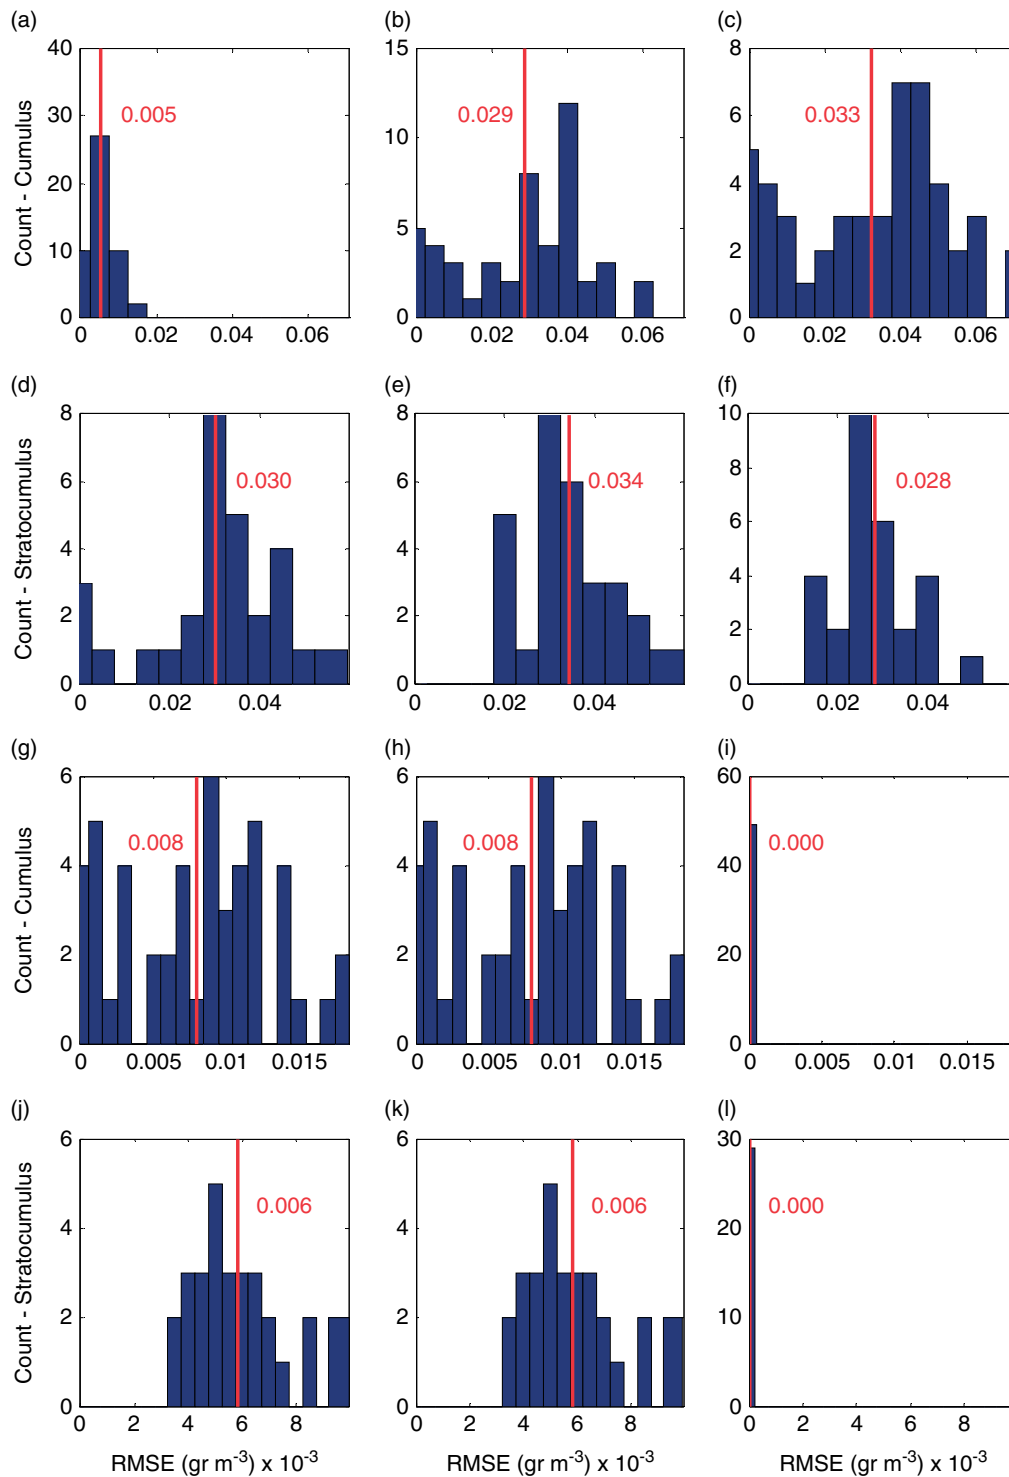 (a)
(b)
(c)
40
30
20
10
0
0.005
0 0.02 0.04 0.06
Count - Cumulus
15
10
5
0
0.029
0 0.02 0.04 0.06
8
6
4
2
0
0.033
0 0.02 0.04 0.06
(d)
(e)
(f)
8
6
4
2
0
0.030
0 0.02 0.04
Count - Stratocumulus
8
6
4
2
0
0.034
0 0.02 0.04
10
8
6
4
2
0
0.028
0 0.02 0.04
(g)
(h)
(i)
6
4
2
0
0.008
0 0.005 0.01 0.015
Count - Cumulus
6
4
2
0
0.008
0 0.005 0.01 0.015
60
40
20
0
0.000
0 0.005 0.01 0.015
(j)
(k)
(l)
6
4
2
0
0.006
0 2 4 6 8
Count - Stratocumulus
RMSE (gr m-3) x 10-3
6
4
2
0
0.006
0 2 4 6 8
RMSE (gr m-3) x 10-3
30
20
10
0
0.000
0 2 4 6 8
RMSE (gr m-3) x 10-3